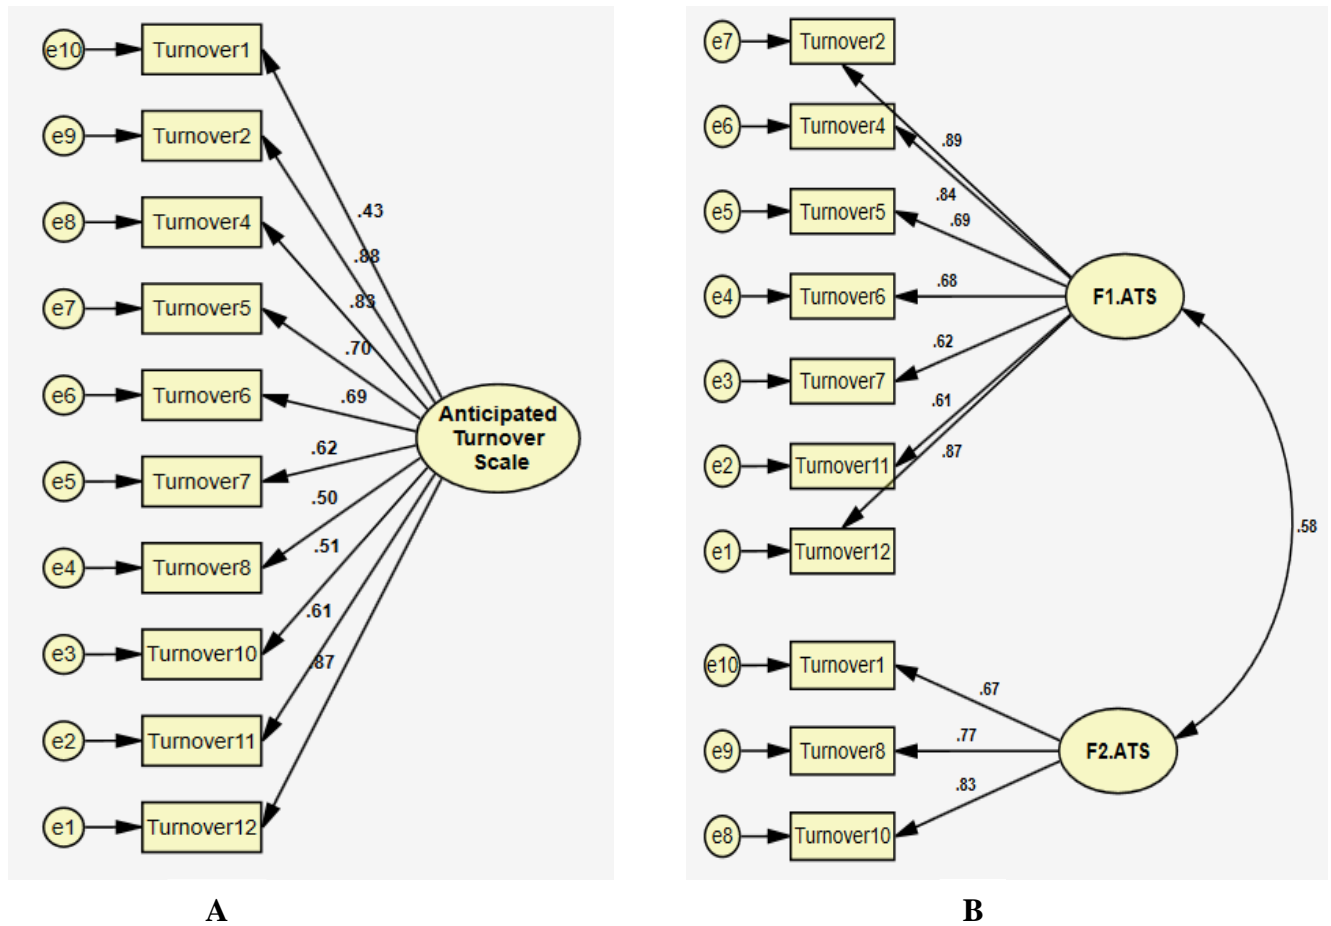 e10
Turnover1
e9
Turnover2
e8
Turnover4
e7
Turnover5
e6
Turnover6
e5
Turnover7
e4
Turnover8
e3
Turnover10
e2
Turnover11
e1
Turnover12
.43
.88
.83
.70
.69
.62
.50
.51
.61
.87
Anticipated
Turnover
Scale
A
e7
Turnover2
e6
Turnover4
e5
Turnover5
e4
Turnover6
e3
Turnover7
e2
Turnover11
e1
Turnover12
.89
.84
.69
.68
.62
.61
.87
F1.ATS
.58
e10
Turnover1
e9
Turnover8
e8
Turnover10
.67
.77
.83
F2.ATS
B